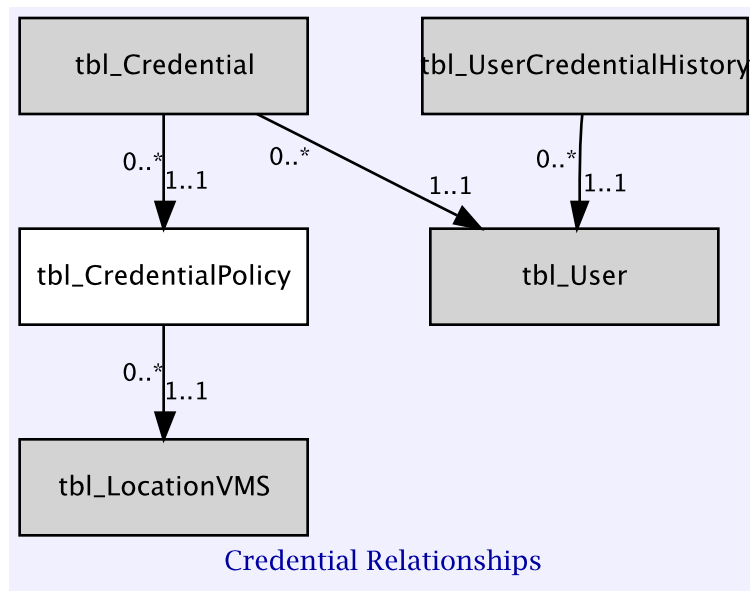 tbl_Credential
tbl_UserCredentialHistory
0..*
1..1
0..*
1..1
0..*
1..1
tbl_CredentialPolicy
tbl_User
0..*
1..1
tbl_LocationVMS
Credential Relationships